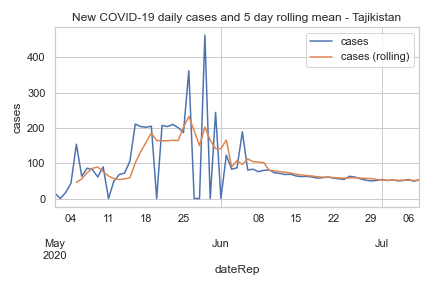 New COVID-19 daily cases and 5 day rolling mean - Tajikistan
cases
cases (rolling)
400
300
200
100
0
cases
04 11 18 25 08 15 22 29 06
May Jun Jul
2020
dateRep